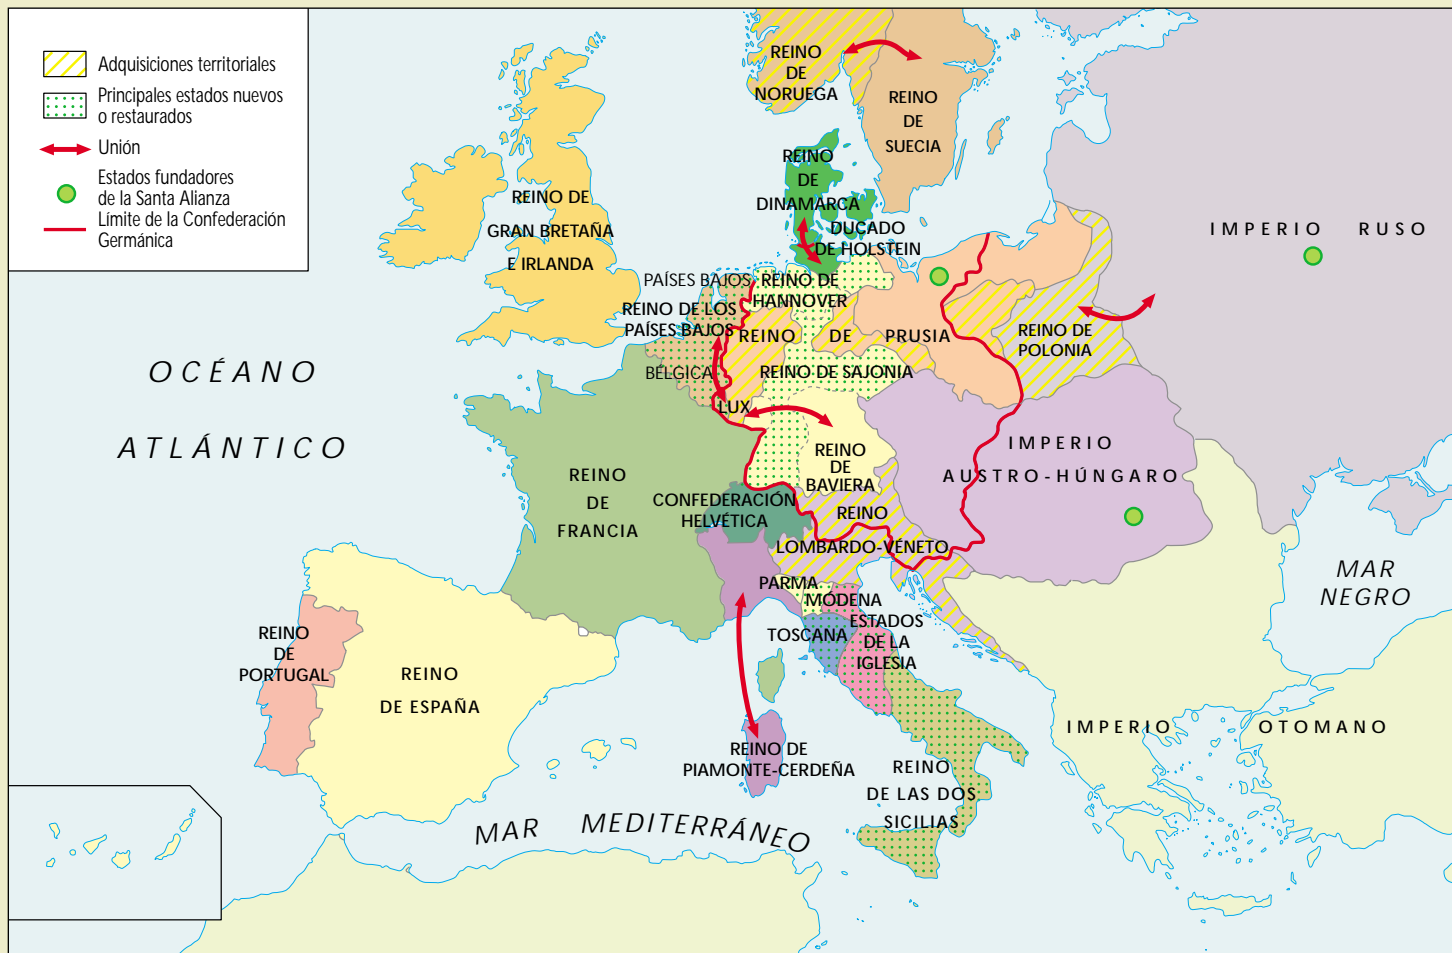 Adquisiciones territoriales
Principales estados nuevos
o restaurados
Unión
Estados fundadores
de la Santa Alianza
Límite de la Confederación
Germánica
REINO
DE
NORUEGA
REINO
DE
SUECIA
REINO
DE
DINAMARCA
DUCADO
DE HOLSTEIN
REINO DE
GRAN BRETAÑA
E IRLANDA
IMPERIO RUSO
PAÍSES BAJOS
REINO DE
HANNOVER
REINO DE LOS
PAÍSES BAJOS
REINO DE PRUSIA
REINO DE
POLONIA
BÉLGICA
REINO DE SAJONIA
LUX
OCÉANO
ATLÁNTICO
REINO
DE
BAVIERA
IMPERIO
AUSTRO-HÚNGARO
REINO
DE
FRANCIA
CONFEDERACIÓN
HELVÉTICA
REINO
LOMBARDO-VÉNETO
PARMA
MÓDENA
TOSCANA
ESTADOS
DE LA
IGLESIA
MAR
NEGRO
REINO
DE
PORTUGAL
REINO
DE ESPAÑA
IMPERIO OTOMANO
REINO DE
PIAMONTE-CERDEÑA
REINO
DE LAS DOS
SICILIAS
MAR MEDITERRÁNEO